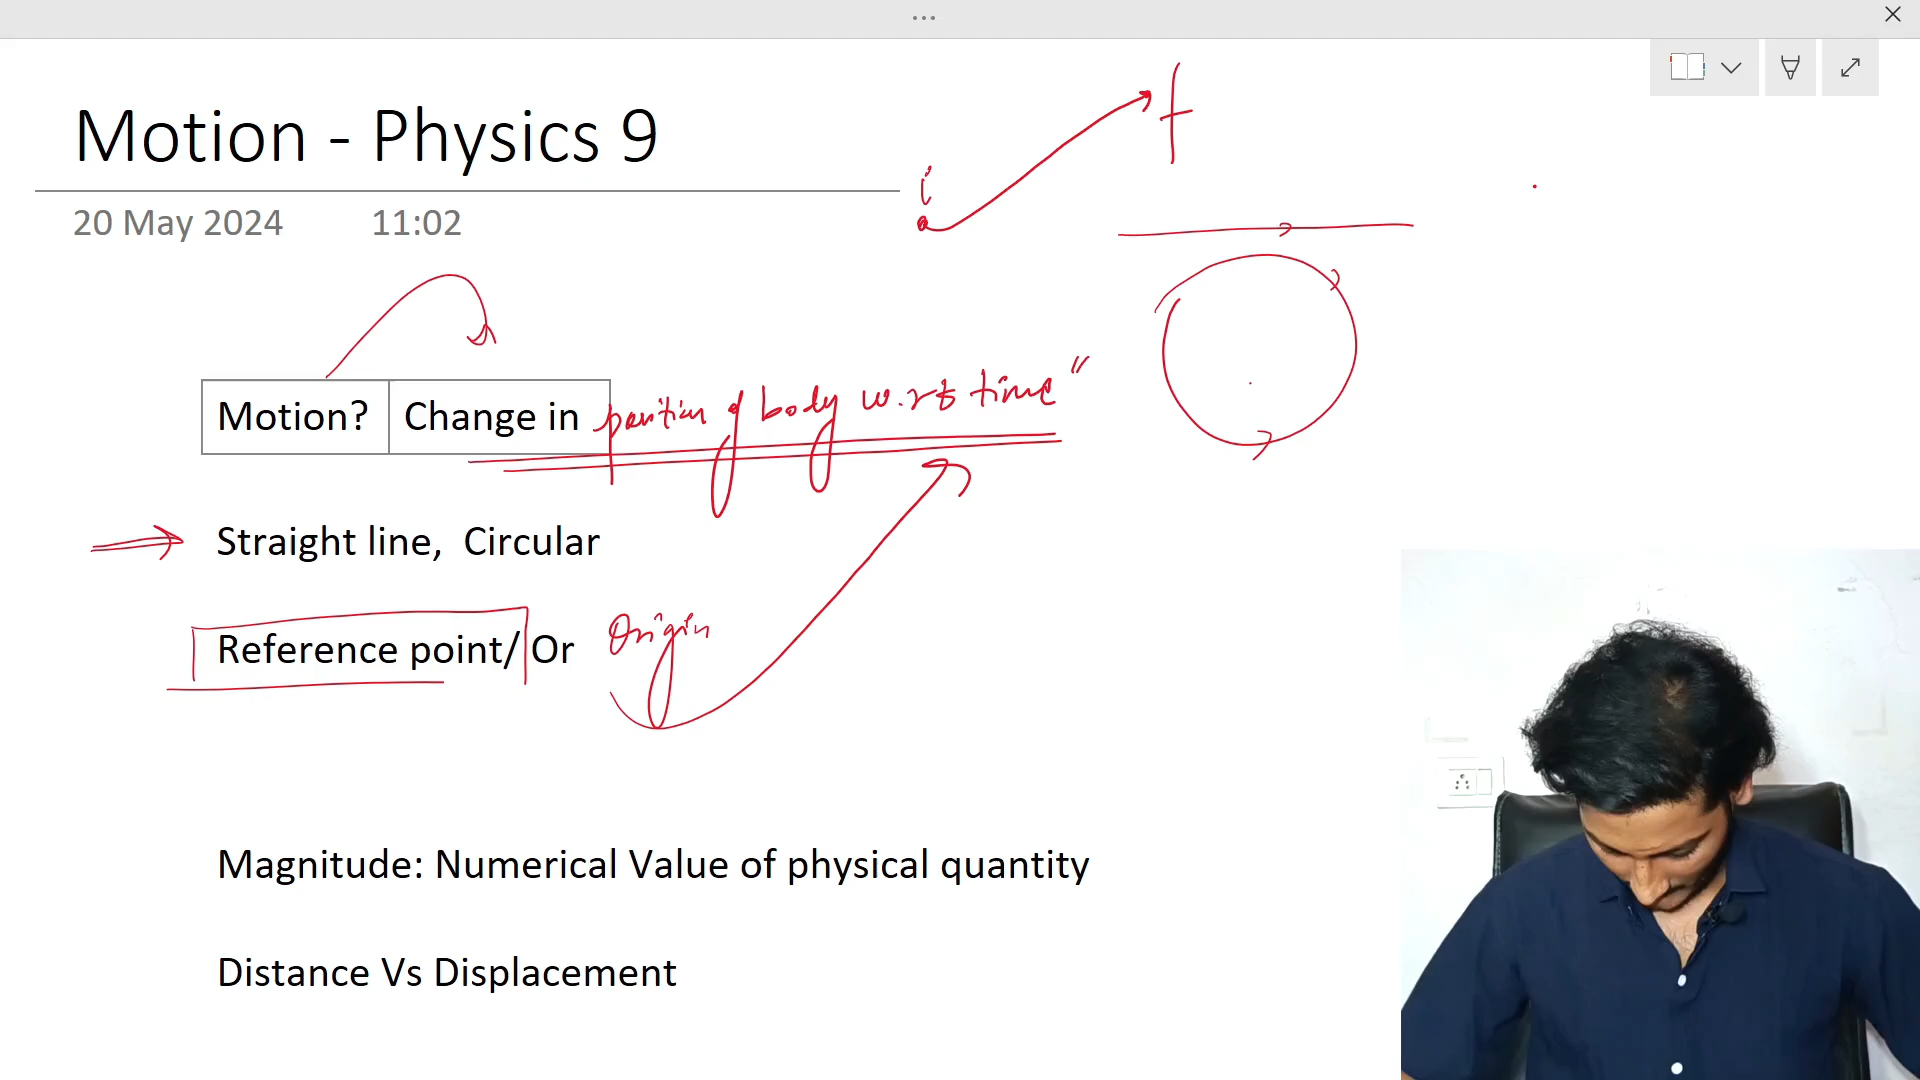 Motion - Physics 9
20 May 2024 11:02
i
f
Motion? Change in position of body w.r.t time"
Straight line, Circular
Reference point/ Or Origin
Magnitude: Numerical Value of physical quantity
Distance Vs Displacement